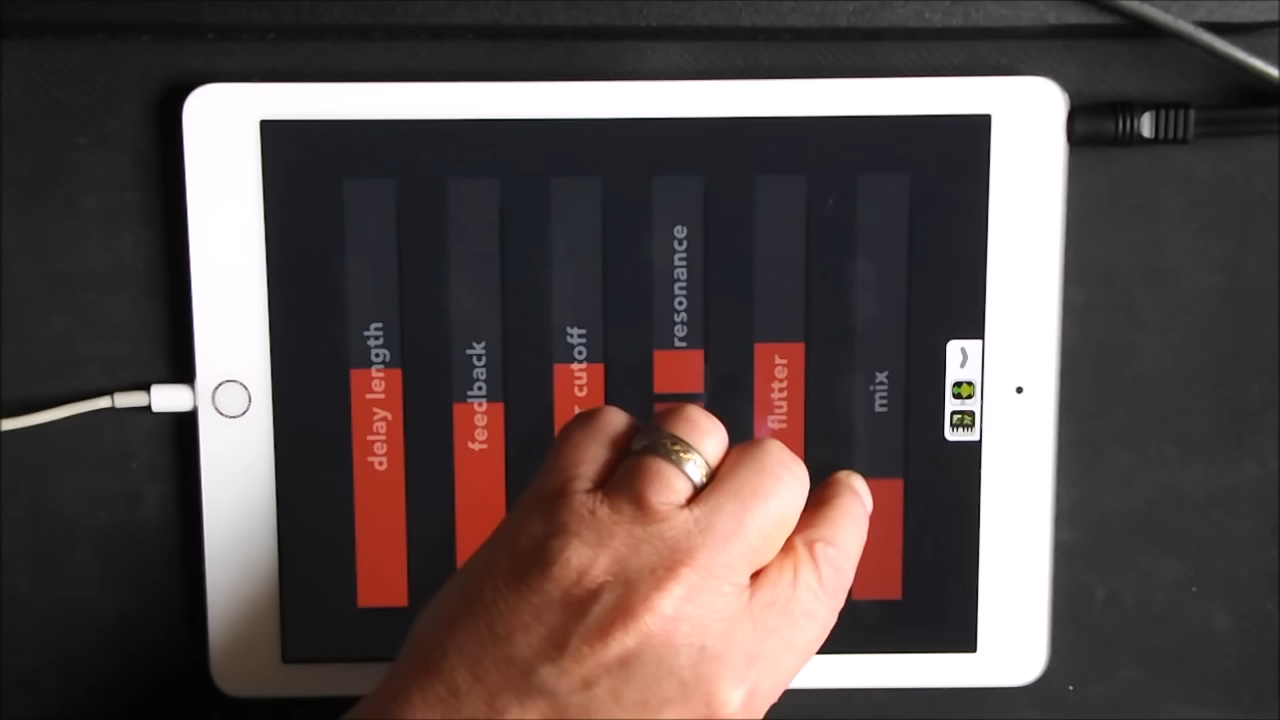 delay length
feedback
cutoff
resonance
flutter
mix